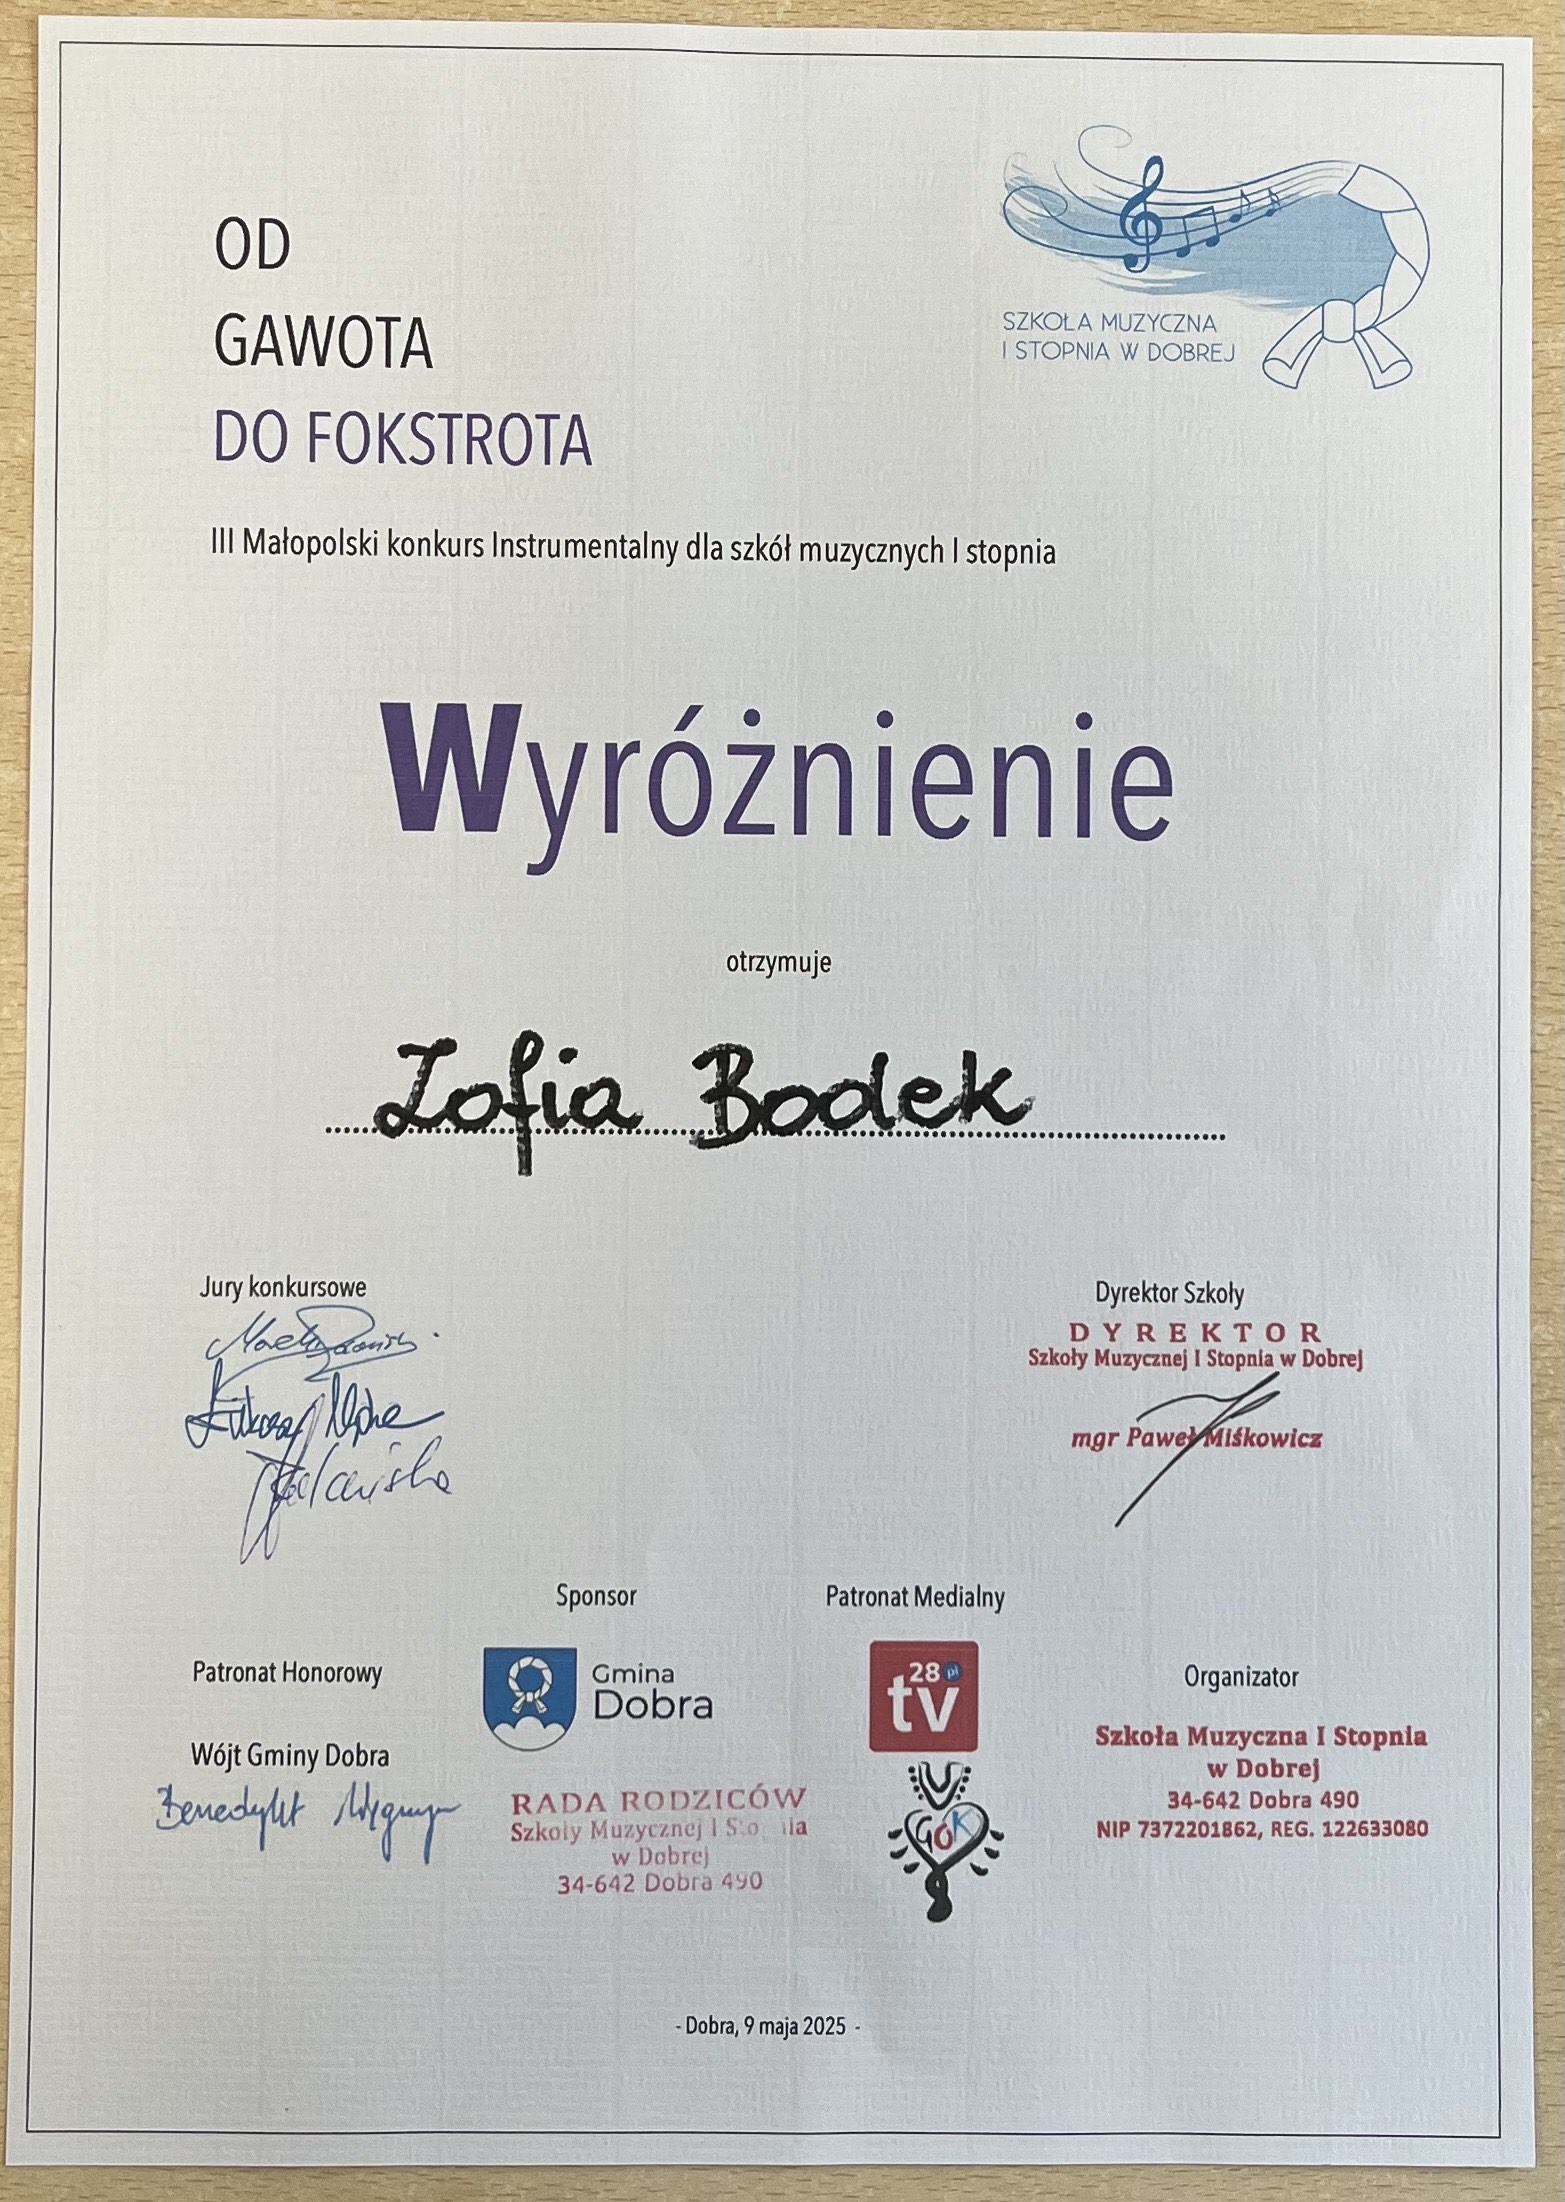 OD
GAWOTA
DO FOKSTROTA
SZKOŁA MUZYCZNA
I STOPNIA W DOBREJ
III Małopolski konkurs Instrumentalny dla szkół muzycznych I stopnia
Wyróżnienie
otrzymuje
Zofia Bodek
Jury konkursowe
Dyrektor Szkoły
DYREKTOR
Szkoły Muzycznej I Stopnia w Dobrej
mgr Paweł Miśkowicz
Sponsor
Patronat Medialny
Patronat Honorowy
Gmina
Dobra
28 pl
tv
Organizator
Wójt Gminy Dobra
Benedykt
RADA RODZICÓW
Szkoły Muzycznej I
w Dobrej
34-642 Dobra 490
GOK
Szkoła Muzyczna I Stopnia
w Dobrej
34-642 Dobra 490
NIP 7372201862, REG. 122633080
- Dobra, 9 maja 2025 -